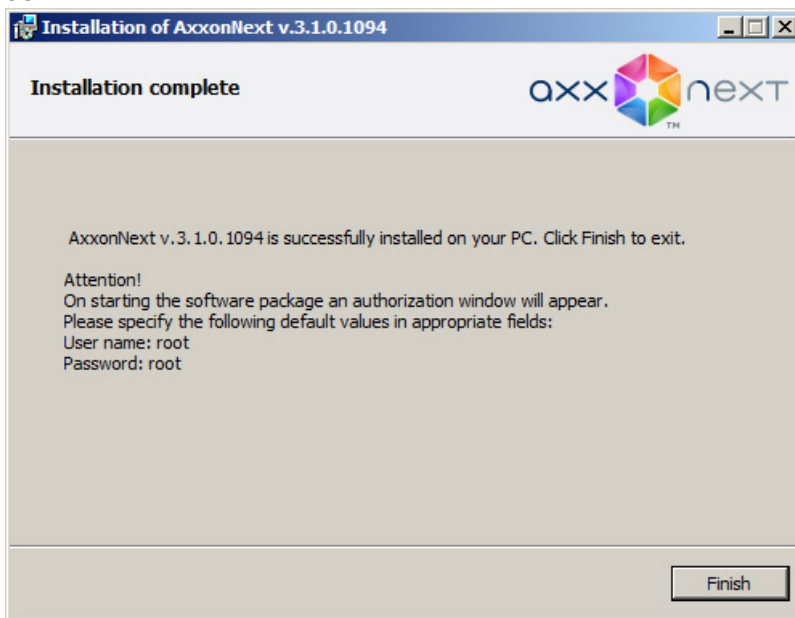 Installation of AxxonNext v.3.1.0.1094
Installation complete
axx next
TM
AxxonNext v.3.1.0.1094 is successfully installed on your PC. Click Finish to exit.
Attention!
On starting the software package an authorization window will appear.
Please specify the following default values in appropriate fields:
User name: root
Password: root
Finish